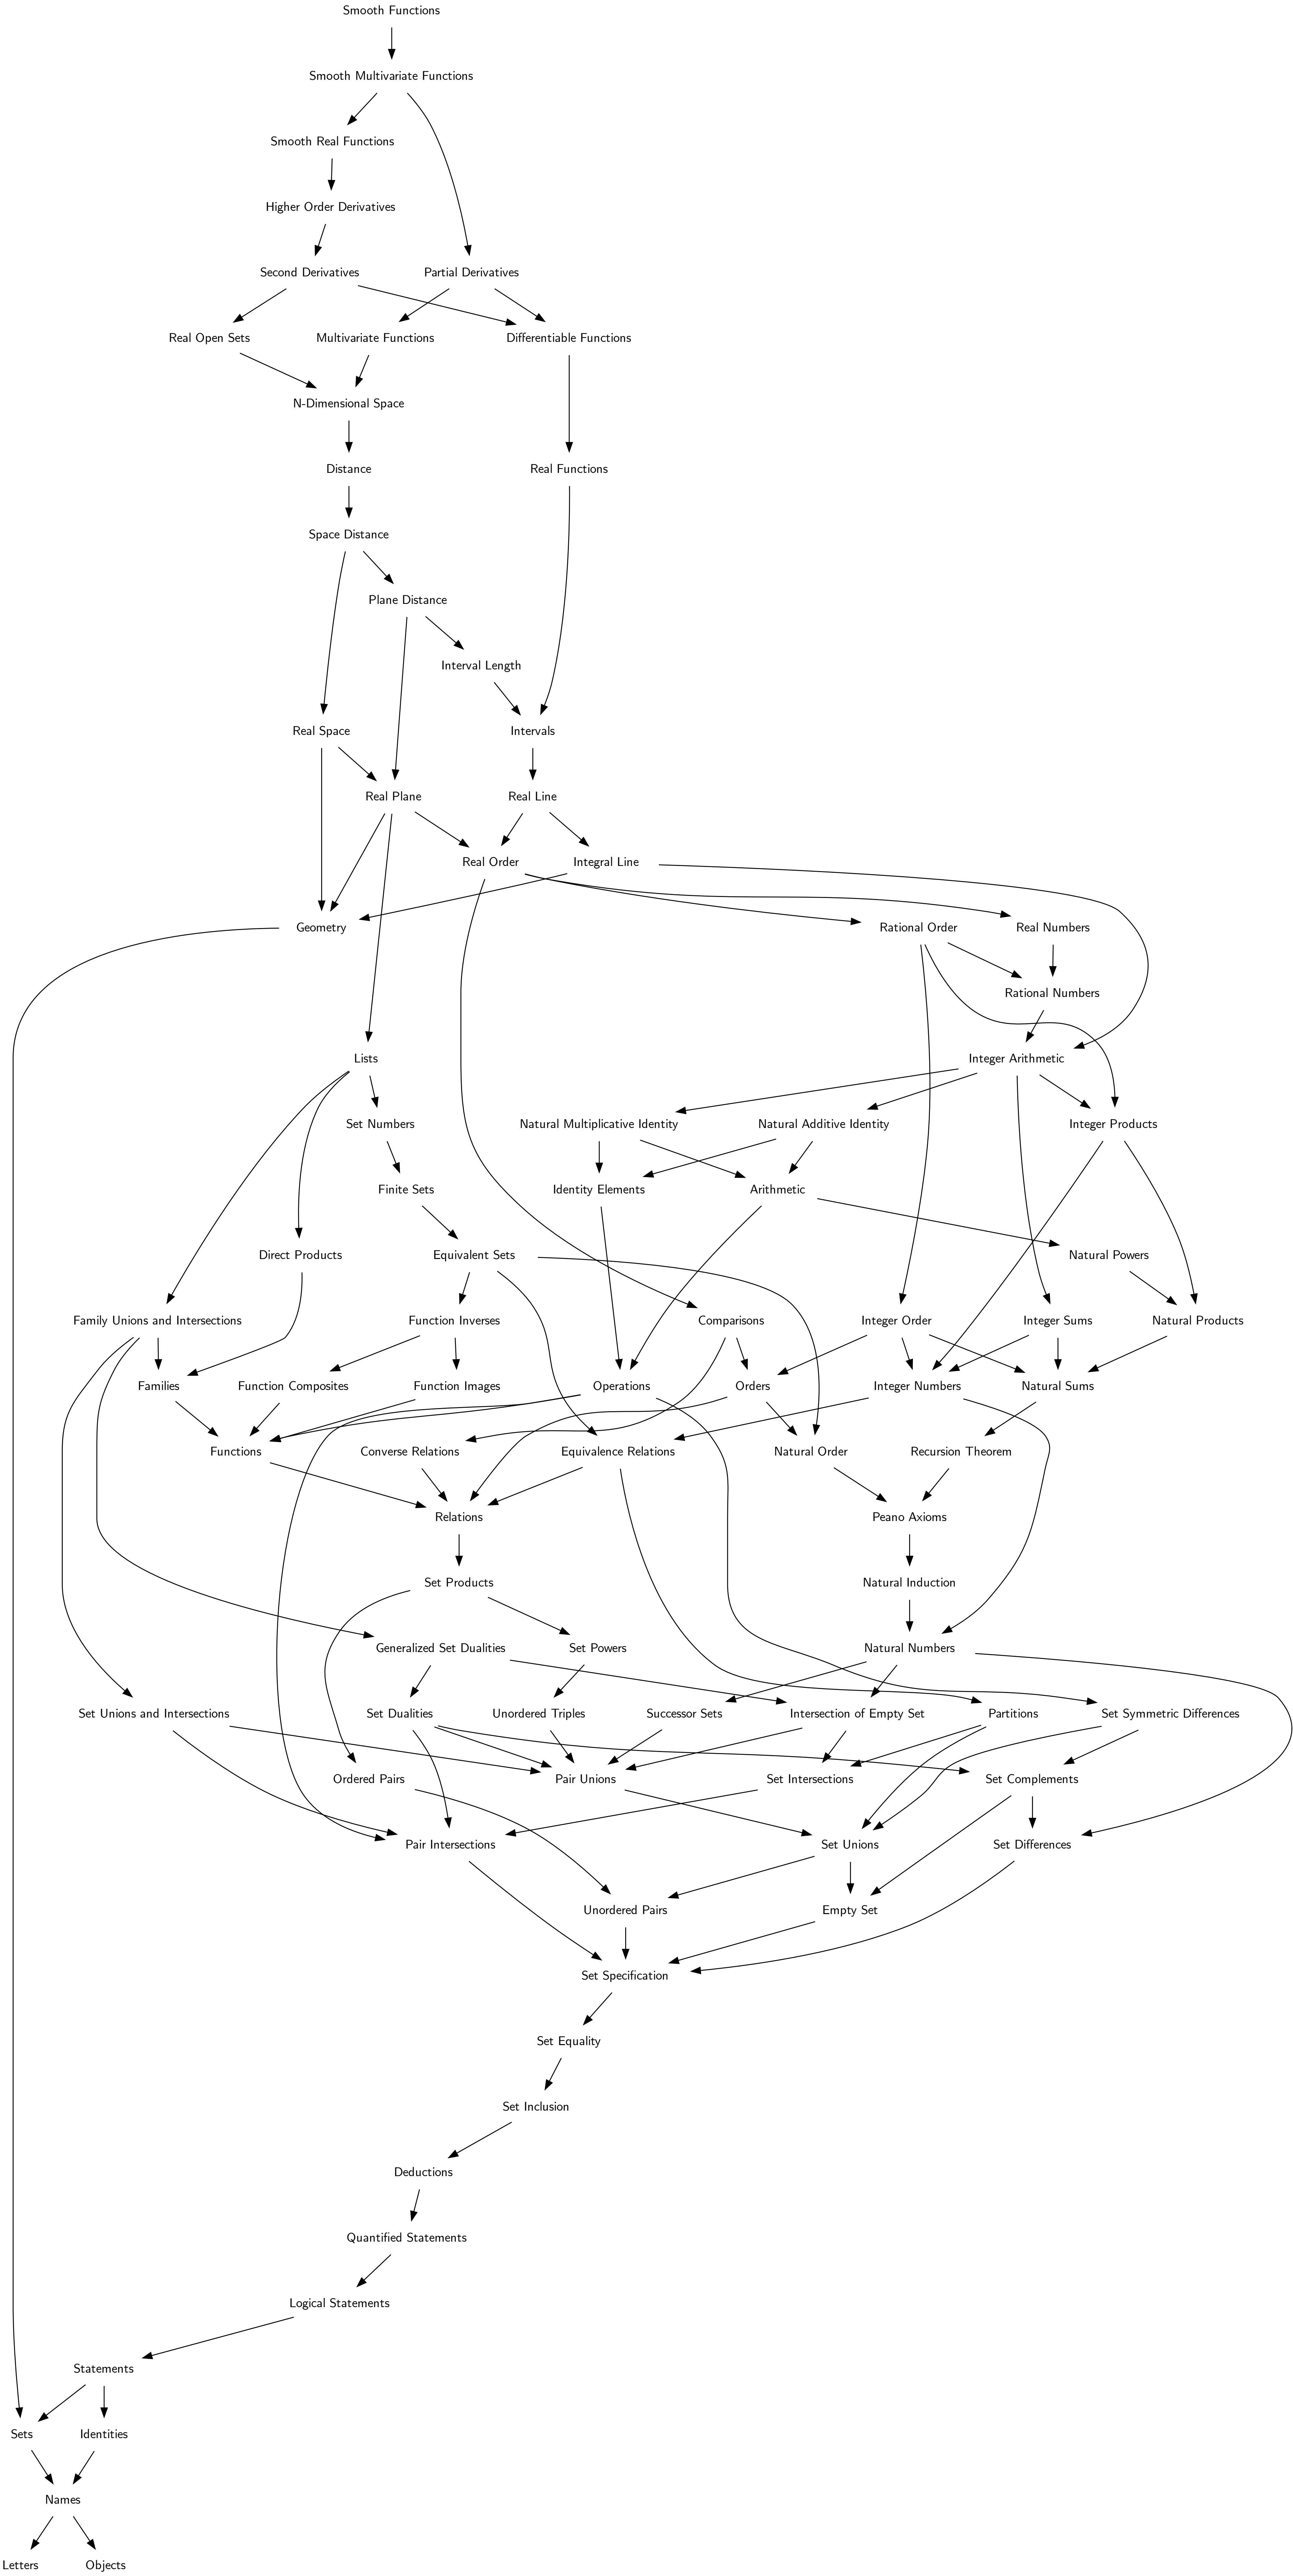 Smooth Functions
Smooth Multivariate Functions
Smooth Real Functions
Higher Order Derivatives
Second Derivatives
Partial Derivatives
Real Open Sets
Multivariate Functions
Differentiable Functions
N-Dimensional Space
Distance
Real Functions
Space Distance
Plane Distance
Interval Length
Real Space
Intervals
Real Plane
Real Line
Real Order
Integral Line
Geometry
Rational Order
Real Numbers
Rational Numbers
Lists
Integer Arithmetic
Set Numbers
Natural Multiplicative Identity
Natural Additive Identity
Integer Products
Finite Sets
Identity Elements
Arithmetic
Direct Products
Equivalent Sets
Natural Powers
Family Unions and Intersections
Function Inverses
Comparisons
Integer Order
Integer Sums
Natural Products
Families
Function Composites
Function Images
Operations
Orders
Integer Numbers
Natural Sums
Functions
Converse Relations
Equivalence Relations
Natural Order
Recursion Theorem
Relations
Peano Axioms
Set Products
Natural Induction
Generalized Set Dualities
Set Powers
Natural Numbers
Set Unions and Intersections
Set Dualities
Unordered Triples
Successor Sets
Intersection of Empty Set
Partitions
Set Symmetric Differences
Ordered Pairs
Pair Unions
Set Intersections
Set Complements
Pair Intersections
Set Unions
Set Differences
Unordered Pairs
Empty Set
Set Specification
Set Equality
Set Inclusion
Deductions
Quantified Statements
Logical Statements
Statements
Sets
Identities
Names
Letters
Objects